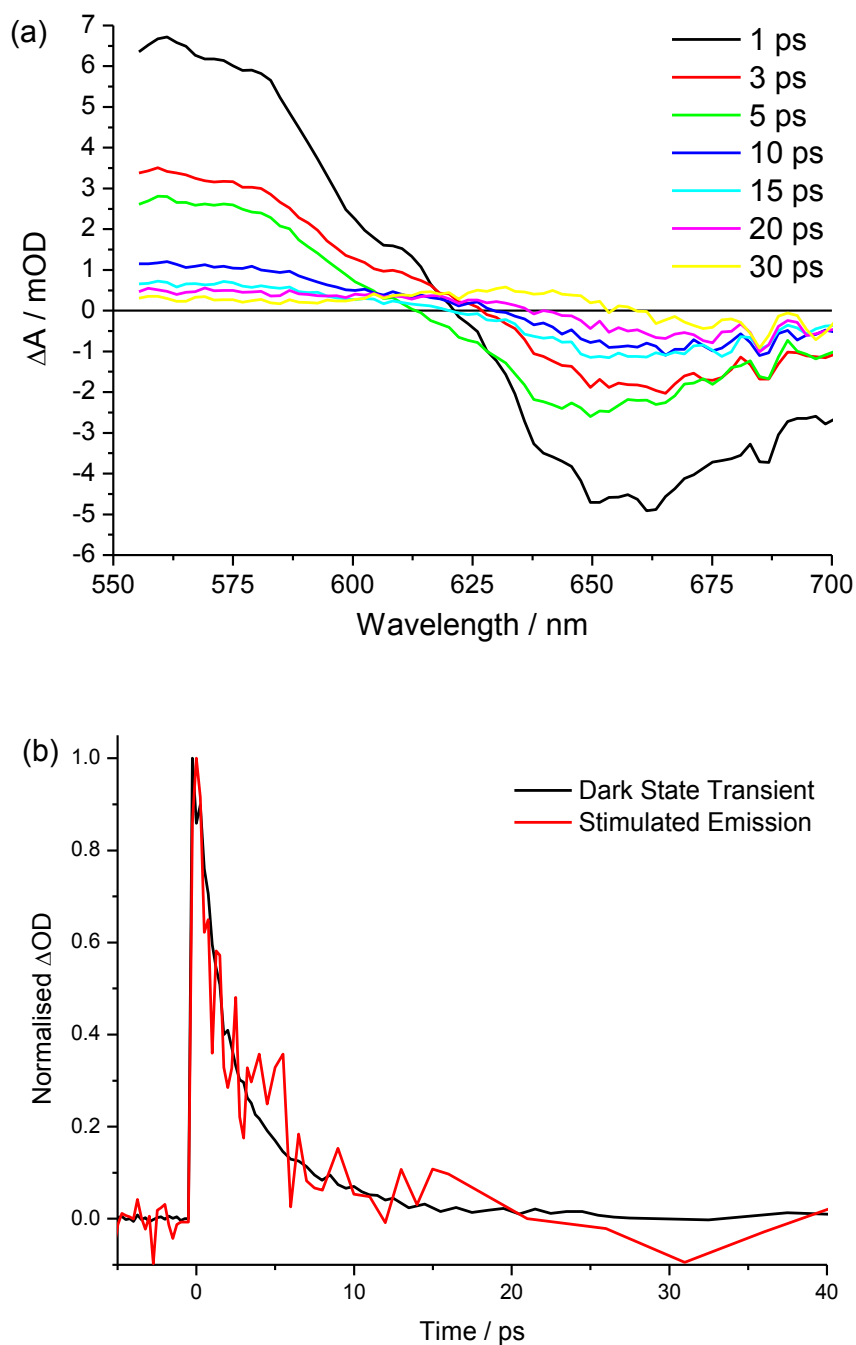 (a)
7
6
5
4
3
2
1
0
-1
-2
-3
-4
-5
-6
ΔA / mOD
1 ps
3 ps
5 ps
10 ps
15 ps
20 ps
30 ps
550 575 600 625 650 675 700
Wavelength / nm
(b)
1.0
0.8
0.6
0.4
0.2
0.0
Normalised ΔOD
Dark State Transient
Stimulated Emission
0 10 20 30 40
Time / ps